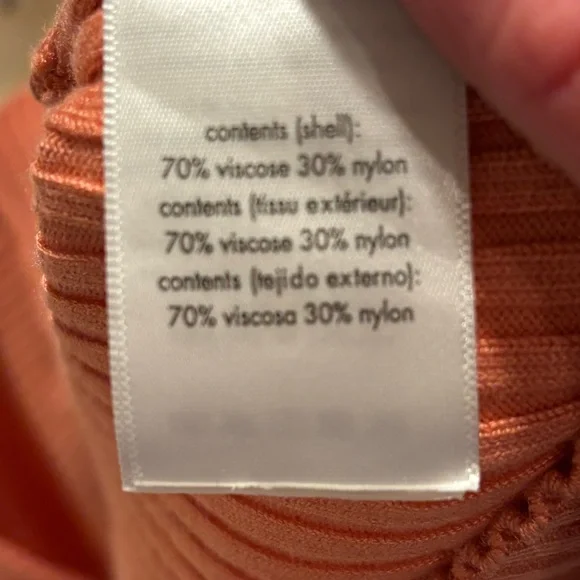 contents (shell):
70% viscose 30% nylon
contents (tissu extérieur):
70% viscose 30% nylon
contents (tejido externo):
70% viscosa 30% nylon